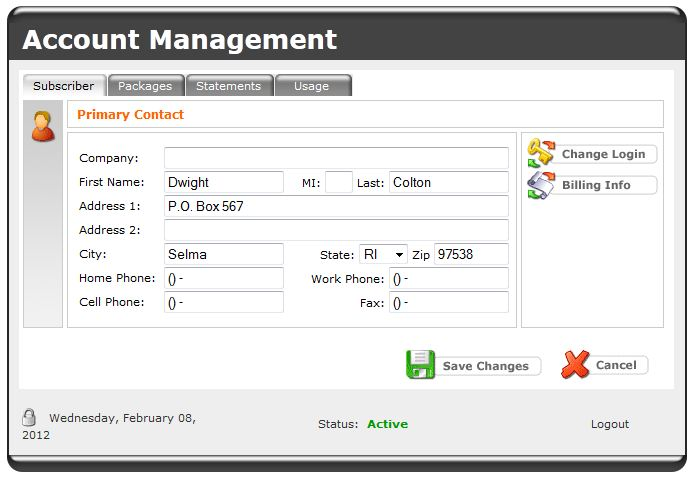 Account Management
Subscriber Packages Statements Usage
Primary Contact
Company:
First Name: Dwight MI: Last: Colton
Address 1: P.O. Box 567
Address 2:
City: Selma State: RI Zip 97538
Home Phone: () - Work Phone: () -
Cell Phone: () - Fax: () -
Change Login
Billing Info
Save Changes Cancel
Wednesday, February 08,
2012
Status: Active
Logout